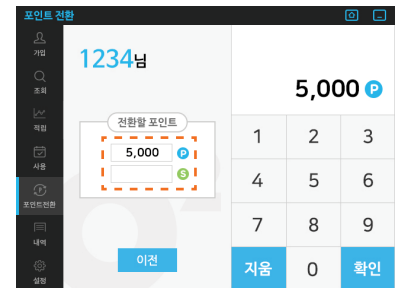 포인트 전환
가입
조회
적립
사용
포인트전환
내역
설정
1234님
전환할 포인트
5,000 P
S
이전
5,000 P
1 2 3
4 5 6
7 8 9
지움 0 확인